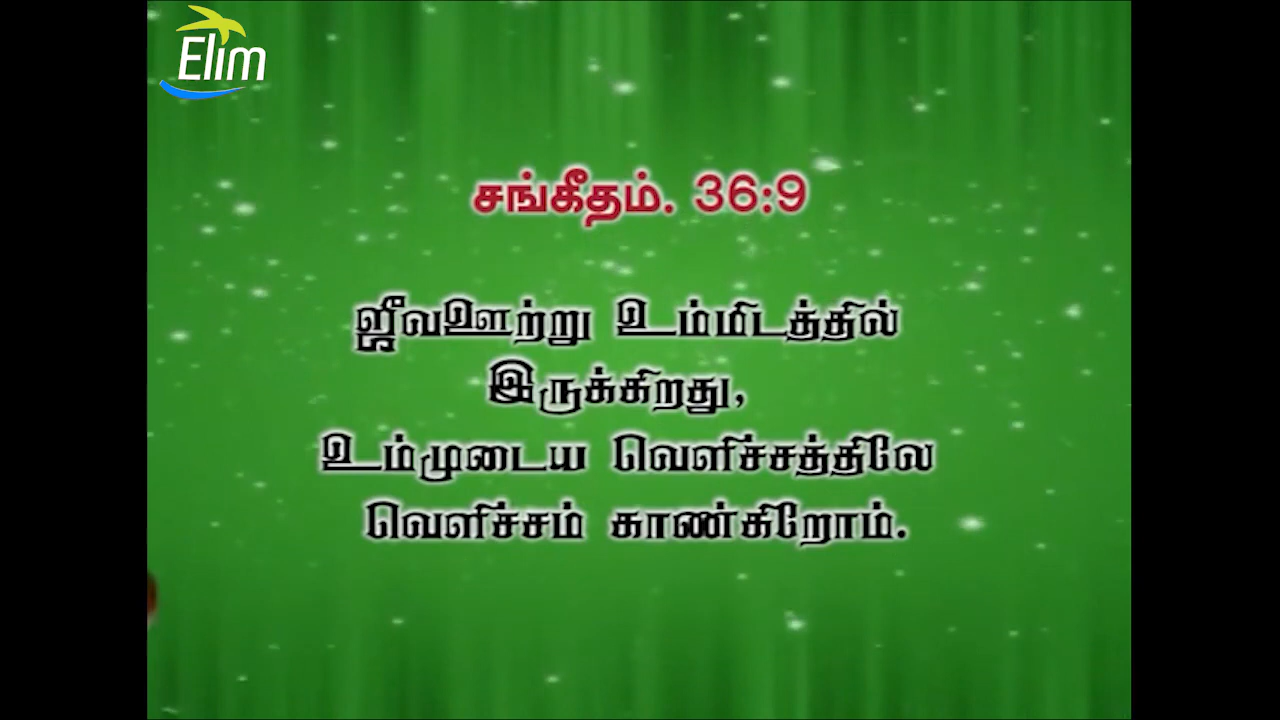 Elim
சங்கீதம். 36:9
ஜீவஊற்று உம்மிடத்தில்
இருக்கிறது,
உம்முடைய வெளிச்சத்திலே
வெளிச்சம் காண்கிறோம்.